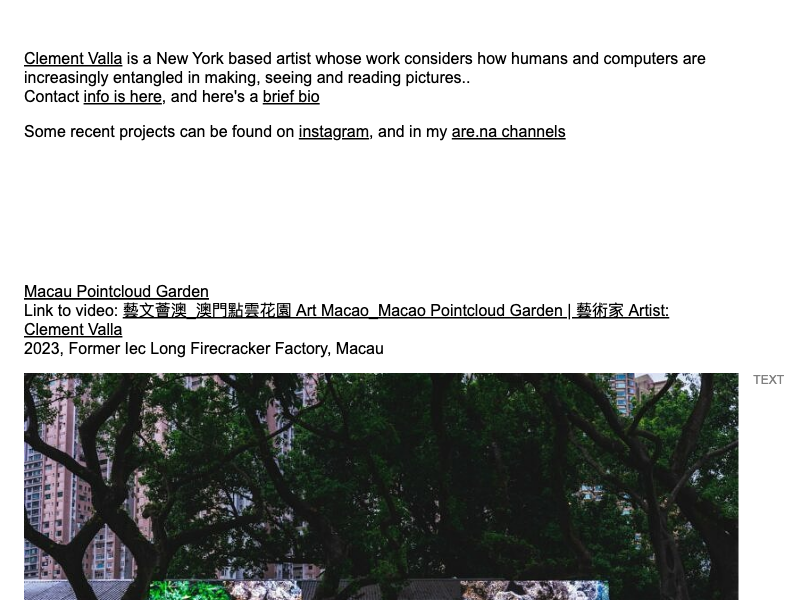 Clement Valla is a New York based artist whose work considers how humans and computers are
increasingly entangled in making, seeing and reading pictures..
Contact info is here, and here's a brief bio
Some recent projects can be found on instagram, and in my are.na channels
Macau Pointcloud Garden
Link to video: 藝文薈澳_澳門點雲花園 Art Macao_Macao Pointcloud Garden | 藝術家 Artist:
Clement Valla
2023, Former Iec Long Firecracker Factory, Macau
TEXT